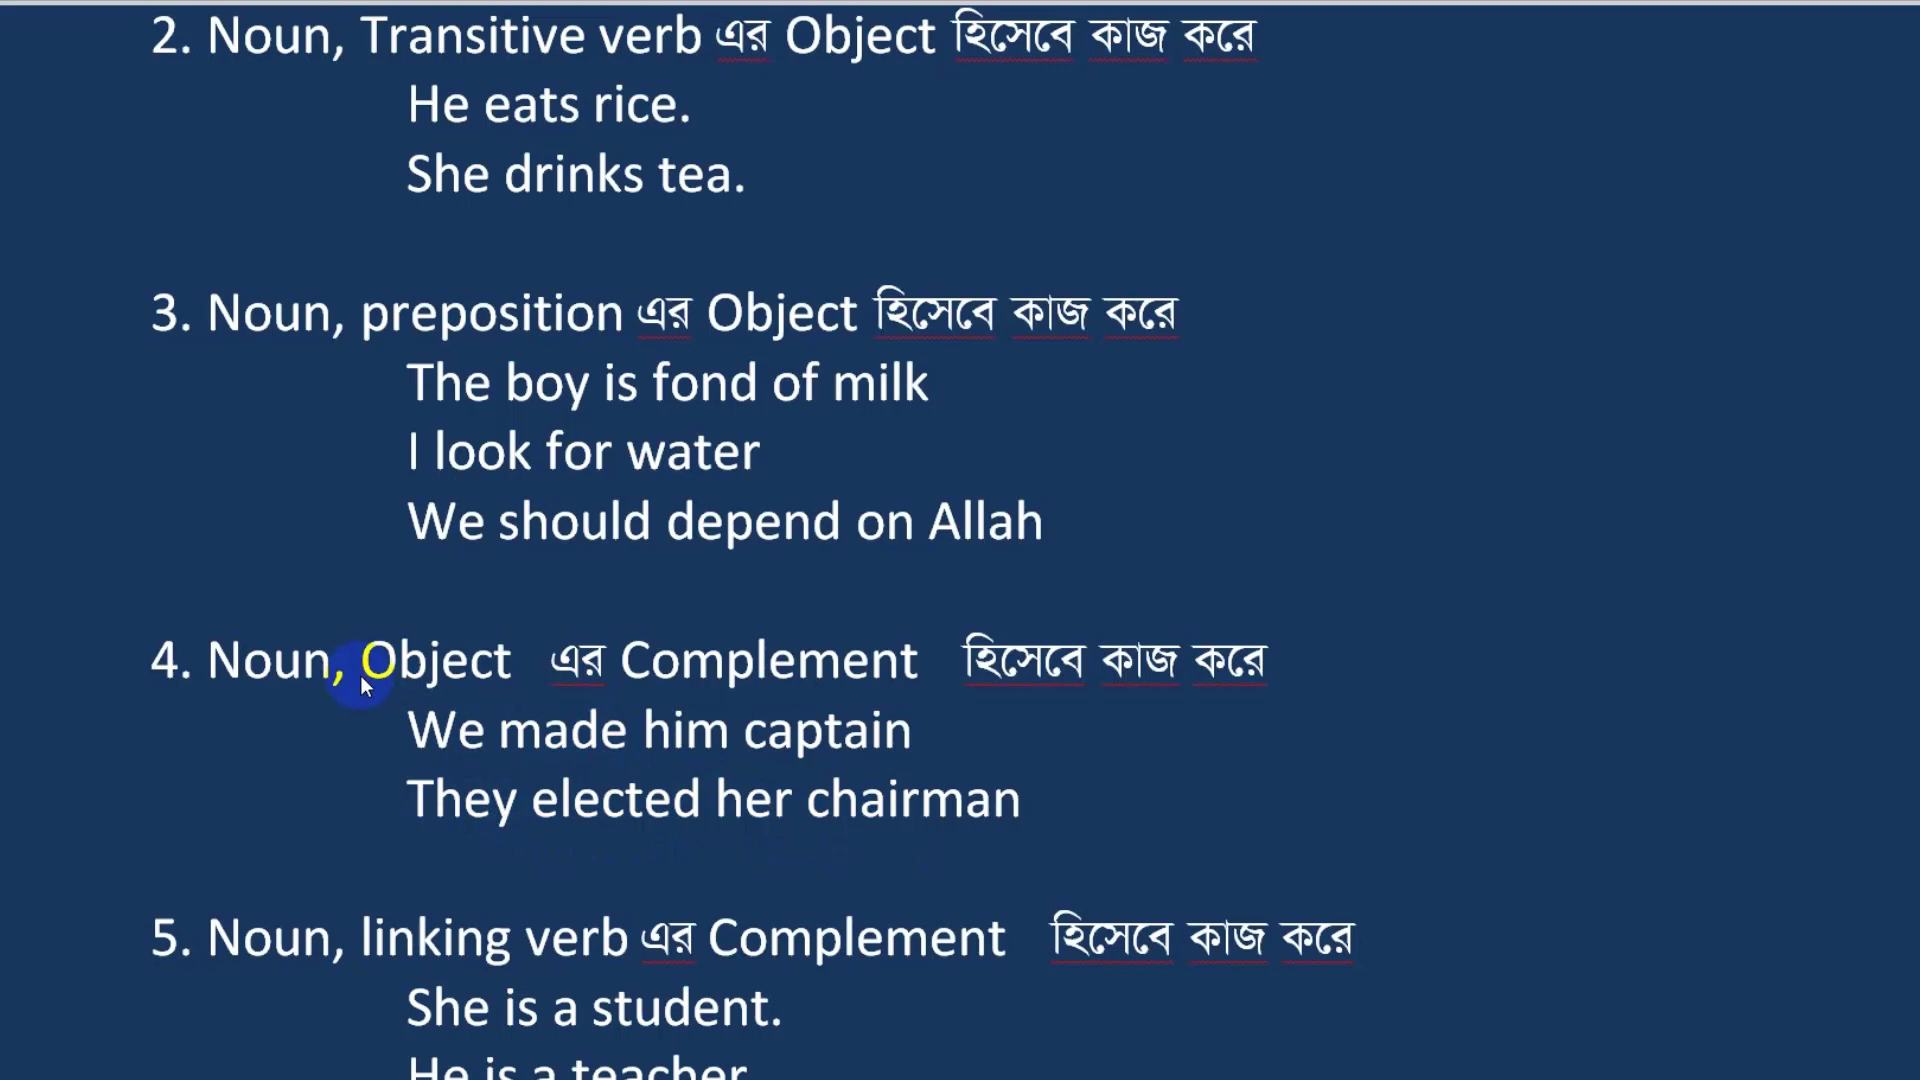 2. Noun, Transitive verb এর Object হিসেবে কাজ করে
He eats rice.
She drinks tea.
3. Noun, preposition এর Object হিসেবে কাজ করে
The boy is fond of milk
I look for water
We should depend on Allah
4. Noun, Object এর Complement হিসেবে কাজ করে
We made him captain
They elected her chairman
5. Noun, linking verb এর Complement হিসেবে কাজ করে
She is a student.
He is a teacher